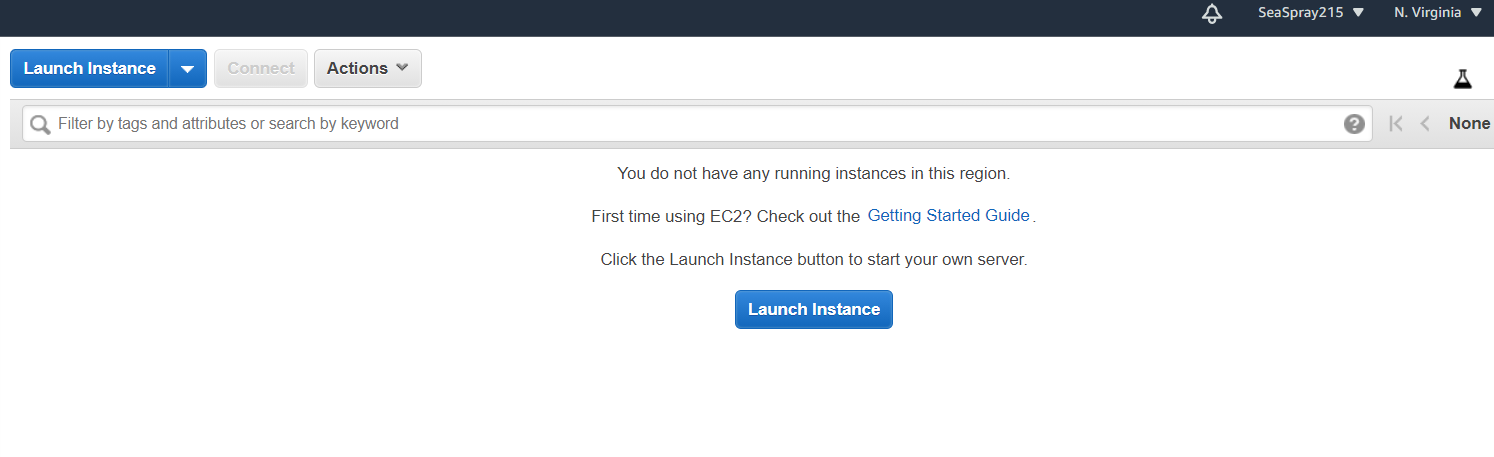 SeaSpray215 N. Virginia
Launch Instance Connect Actions
Filter by tags and attributes or search by keyword ? None
You do not have any running instances in this region.
First time using EC2? Check out the Getting Started Guide.
Click the Launch Instance button to start your own server.
Launch Instance